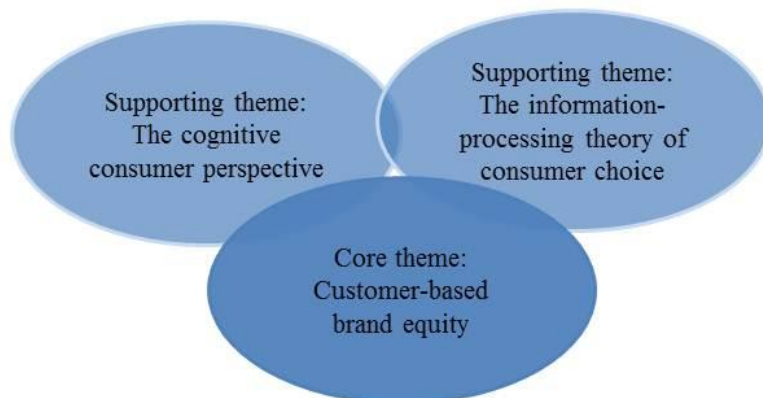 Supporting theme:
The cognitive
consumer perspective
Supporting theme:
The information-
processing theory of
consumer choice
Core theme:
Customer-based
brand equity